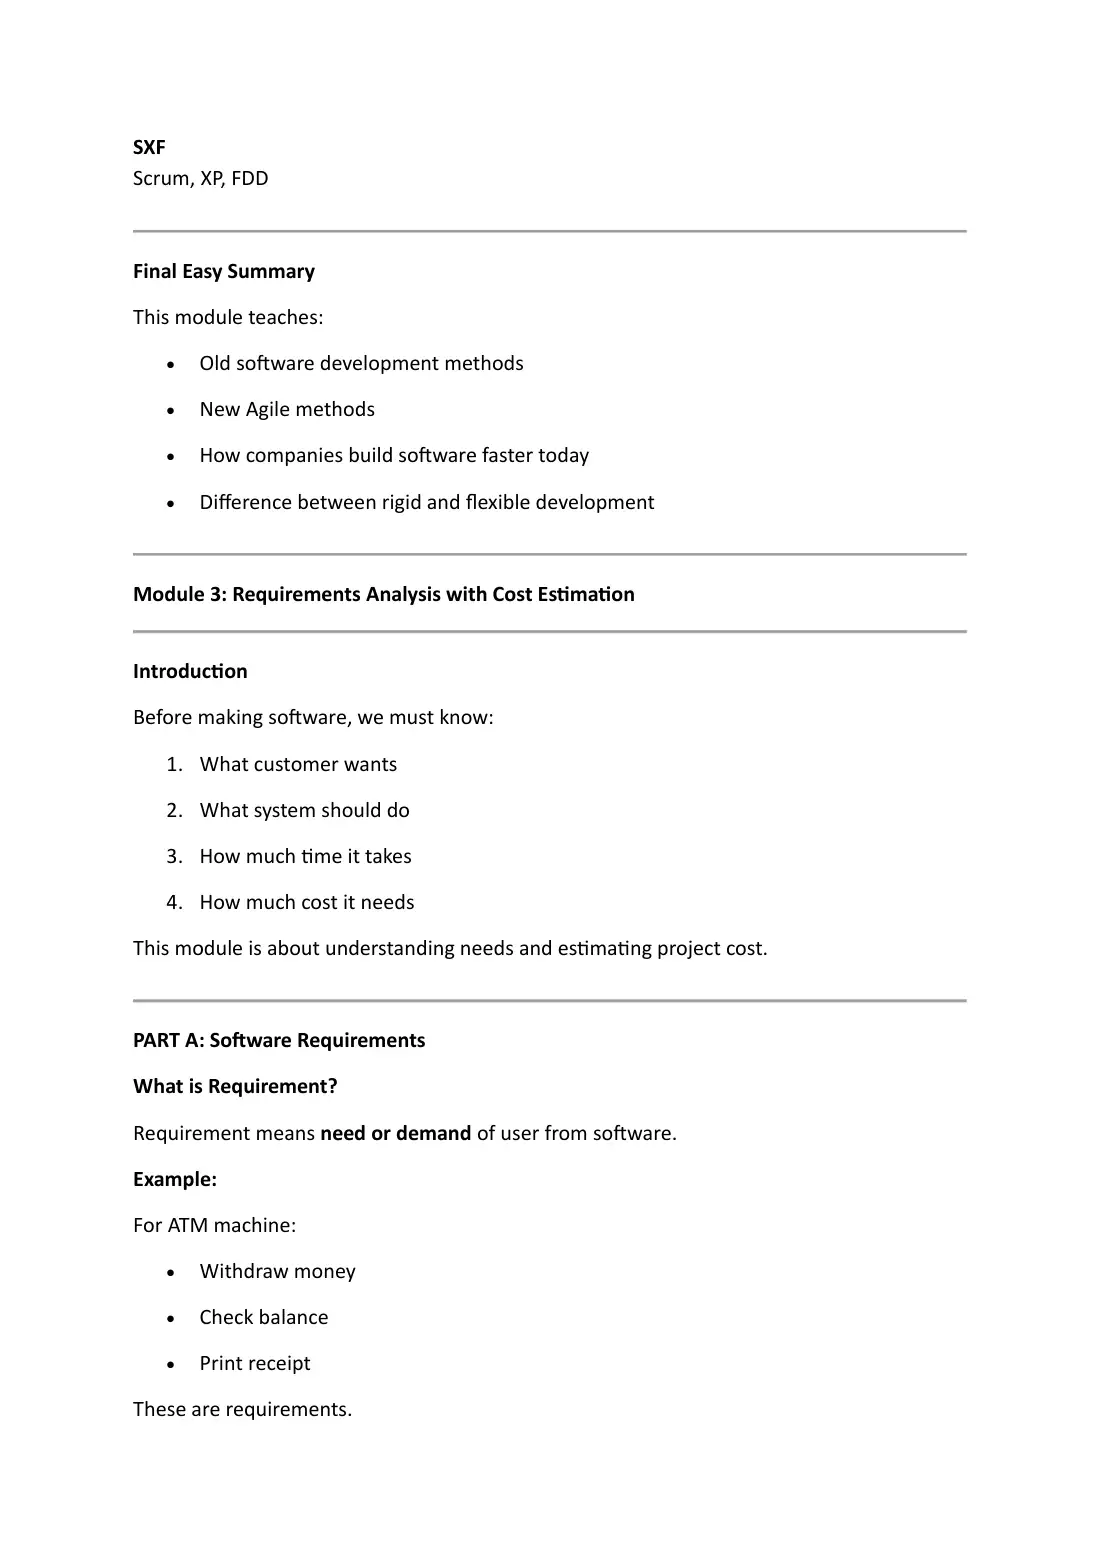 SXF
Scrum, XP, FDD
Final Easy Summary
This module teaches:
• Old software development methods
• New Agile methods
• How companies build software faster today
• Difference between rigid and flexible development
Module 3: Requirements Analysis with Cost Estimation
Introduction
Before making software, we must know:
1. What customer wants
2. What system should do
3. How much time it takes
4. How much cost it needs
This module is about understanding needs and estimating project cost.
PART A: Software Requirements
What is Requirement?
Requirement means need or demand of user from software.
Example:
For ATM machine:
• Withdraw money
• Check balance
• Print receipt
These are requirements.